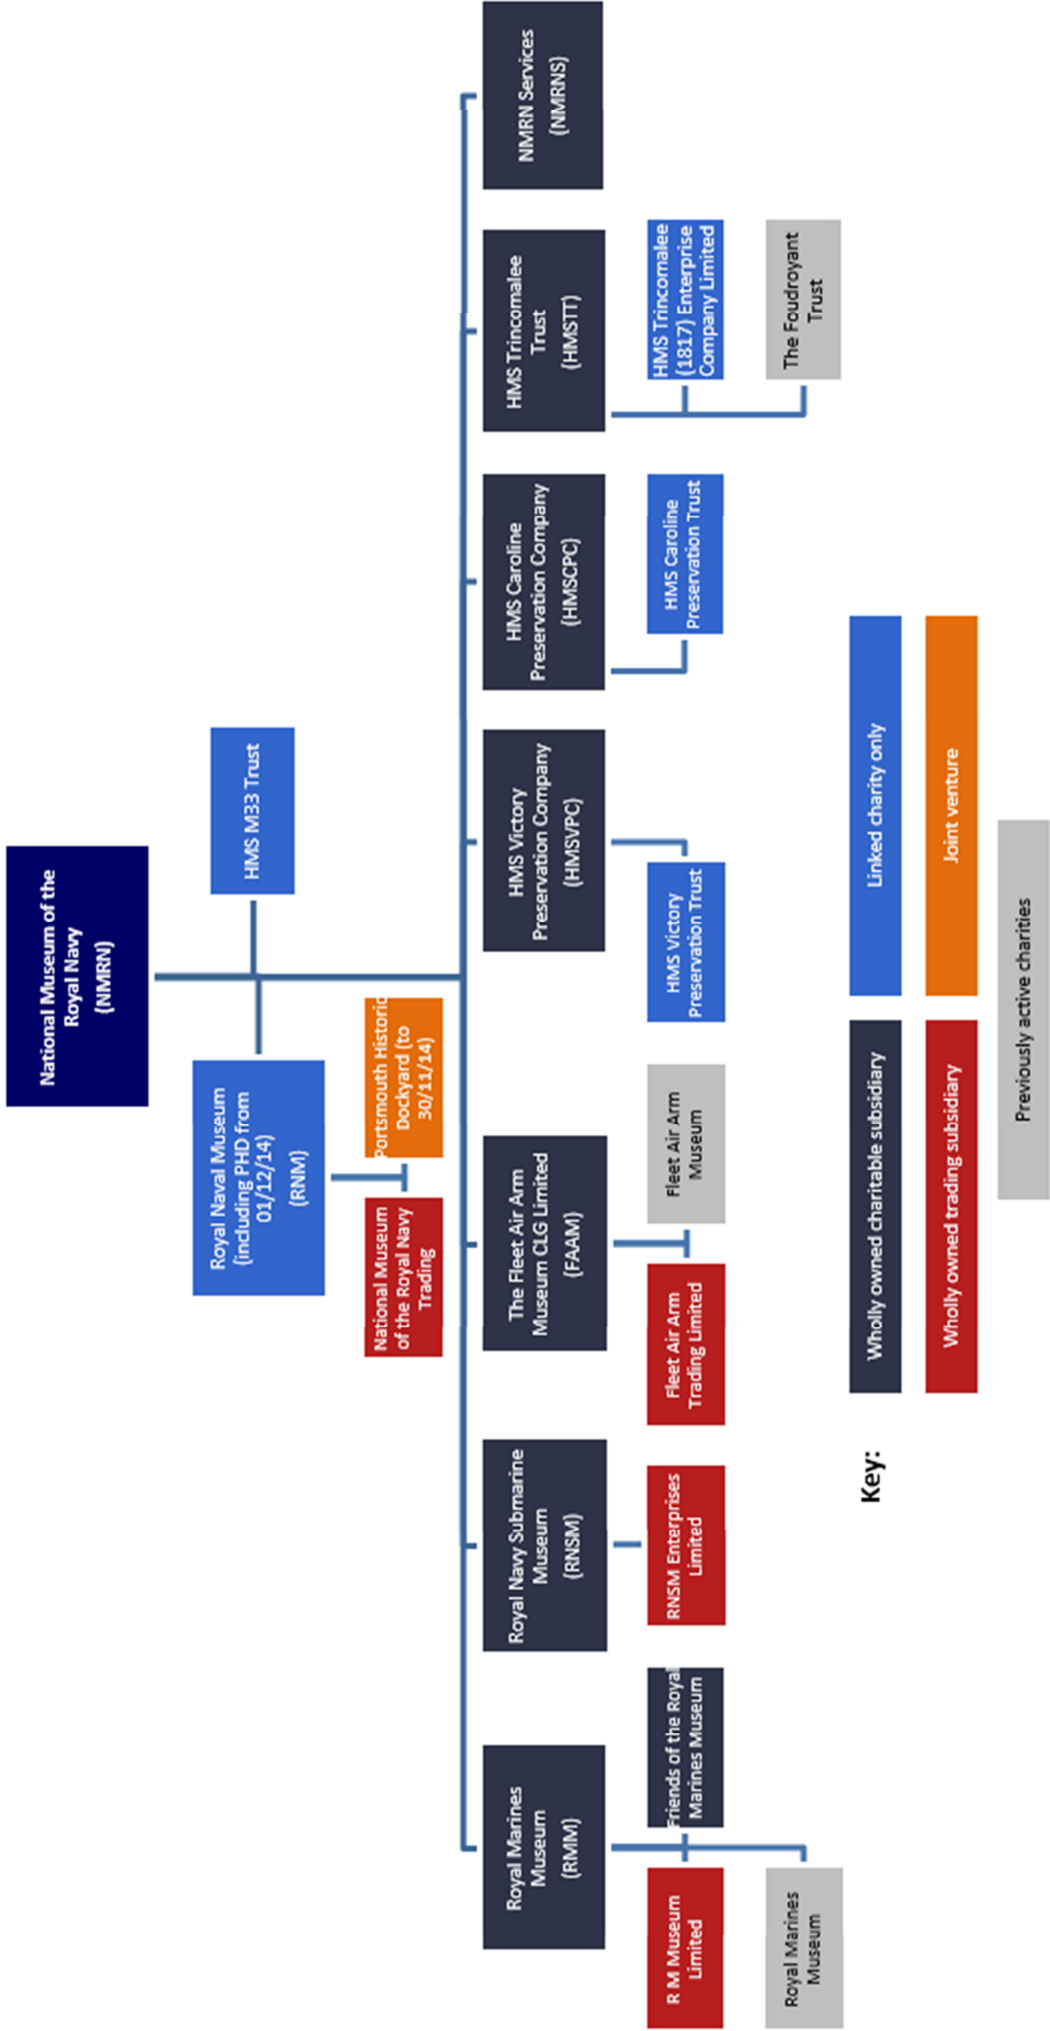 National Museum of the
Royal Navy
(NMRN)
Royal Naval Museum
(including PHD from
01/12/14)
(RNM)
HMS M33 Trust
National Museum
of the Royal Navy
Trading
Portsmouth Historic
Dockyard (to
30/11/14)
Royal Marines
Museum
(RMM)
Royal Navy Submarine
Museum
(RNSM)
The Fleet Air Arm
Museum CLG Limited
(FAAM)
HMS Victory
Preservation Company
(HMSVPC)
HMS Caroline
Preservation Company
(HMSCPC)
HMS Trincomalee
Trust
(HMSTT)
NMRN Services
(NMRNS)
R M Museum
Limited
Friends of the Royal
Marines Museum
RNSM Enterprises
Limited
Fleet Air Arm
Trading Limited
Fleet Air Arm
Museum
HMS Victory
Preservation Trust
HMS Caroline
Preservation Trust
HMS Trincomalee
(1817) Enterprise
Company Limited
Royal Marines
Museum
The Foudroyant
Trust
Key:
Wholly owned charitable subsidiary
Linked charity only
Wholly owned trading subsidiary
Joint venture
Previously active charities